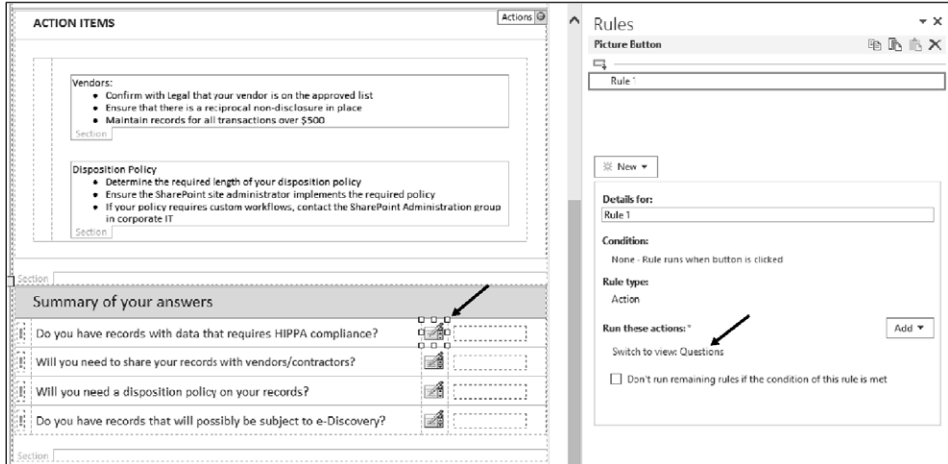 ACTION ITEMS
Actions
Vendors:
• Confirm with Legal that your vendor is on the approved list
• Ensure that there is a reciprocal non-disclosure in place
• Maintain records for all transactions over $500
Section
Disposition Policy
• Determine the required length of your disposition policy
• Ensure the SharePoint site administrator implements the required policy
• If your policy requires custom workflows, contact the SharePoint Administration group
in corporate IT
Section
Section
Summary of your answers
Do you have records with data that requires HIPPA compliance?
Will you need to share your records with vendors/contractors?
Will you need a disposition policy on your records?
Do you have records that will possibly be subject to e-Discovery?
Section
Rules
Picture Button
Rule 1
New
Details for:
Rule 1
Condition:
None - Rule runs when button is clicked
Rule type:
Action
Run these actions:*
Add
Switch to view: Questions
Don't run remaining rules if the condition of this rule is met